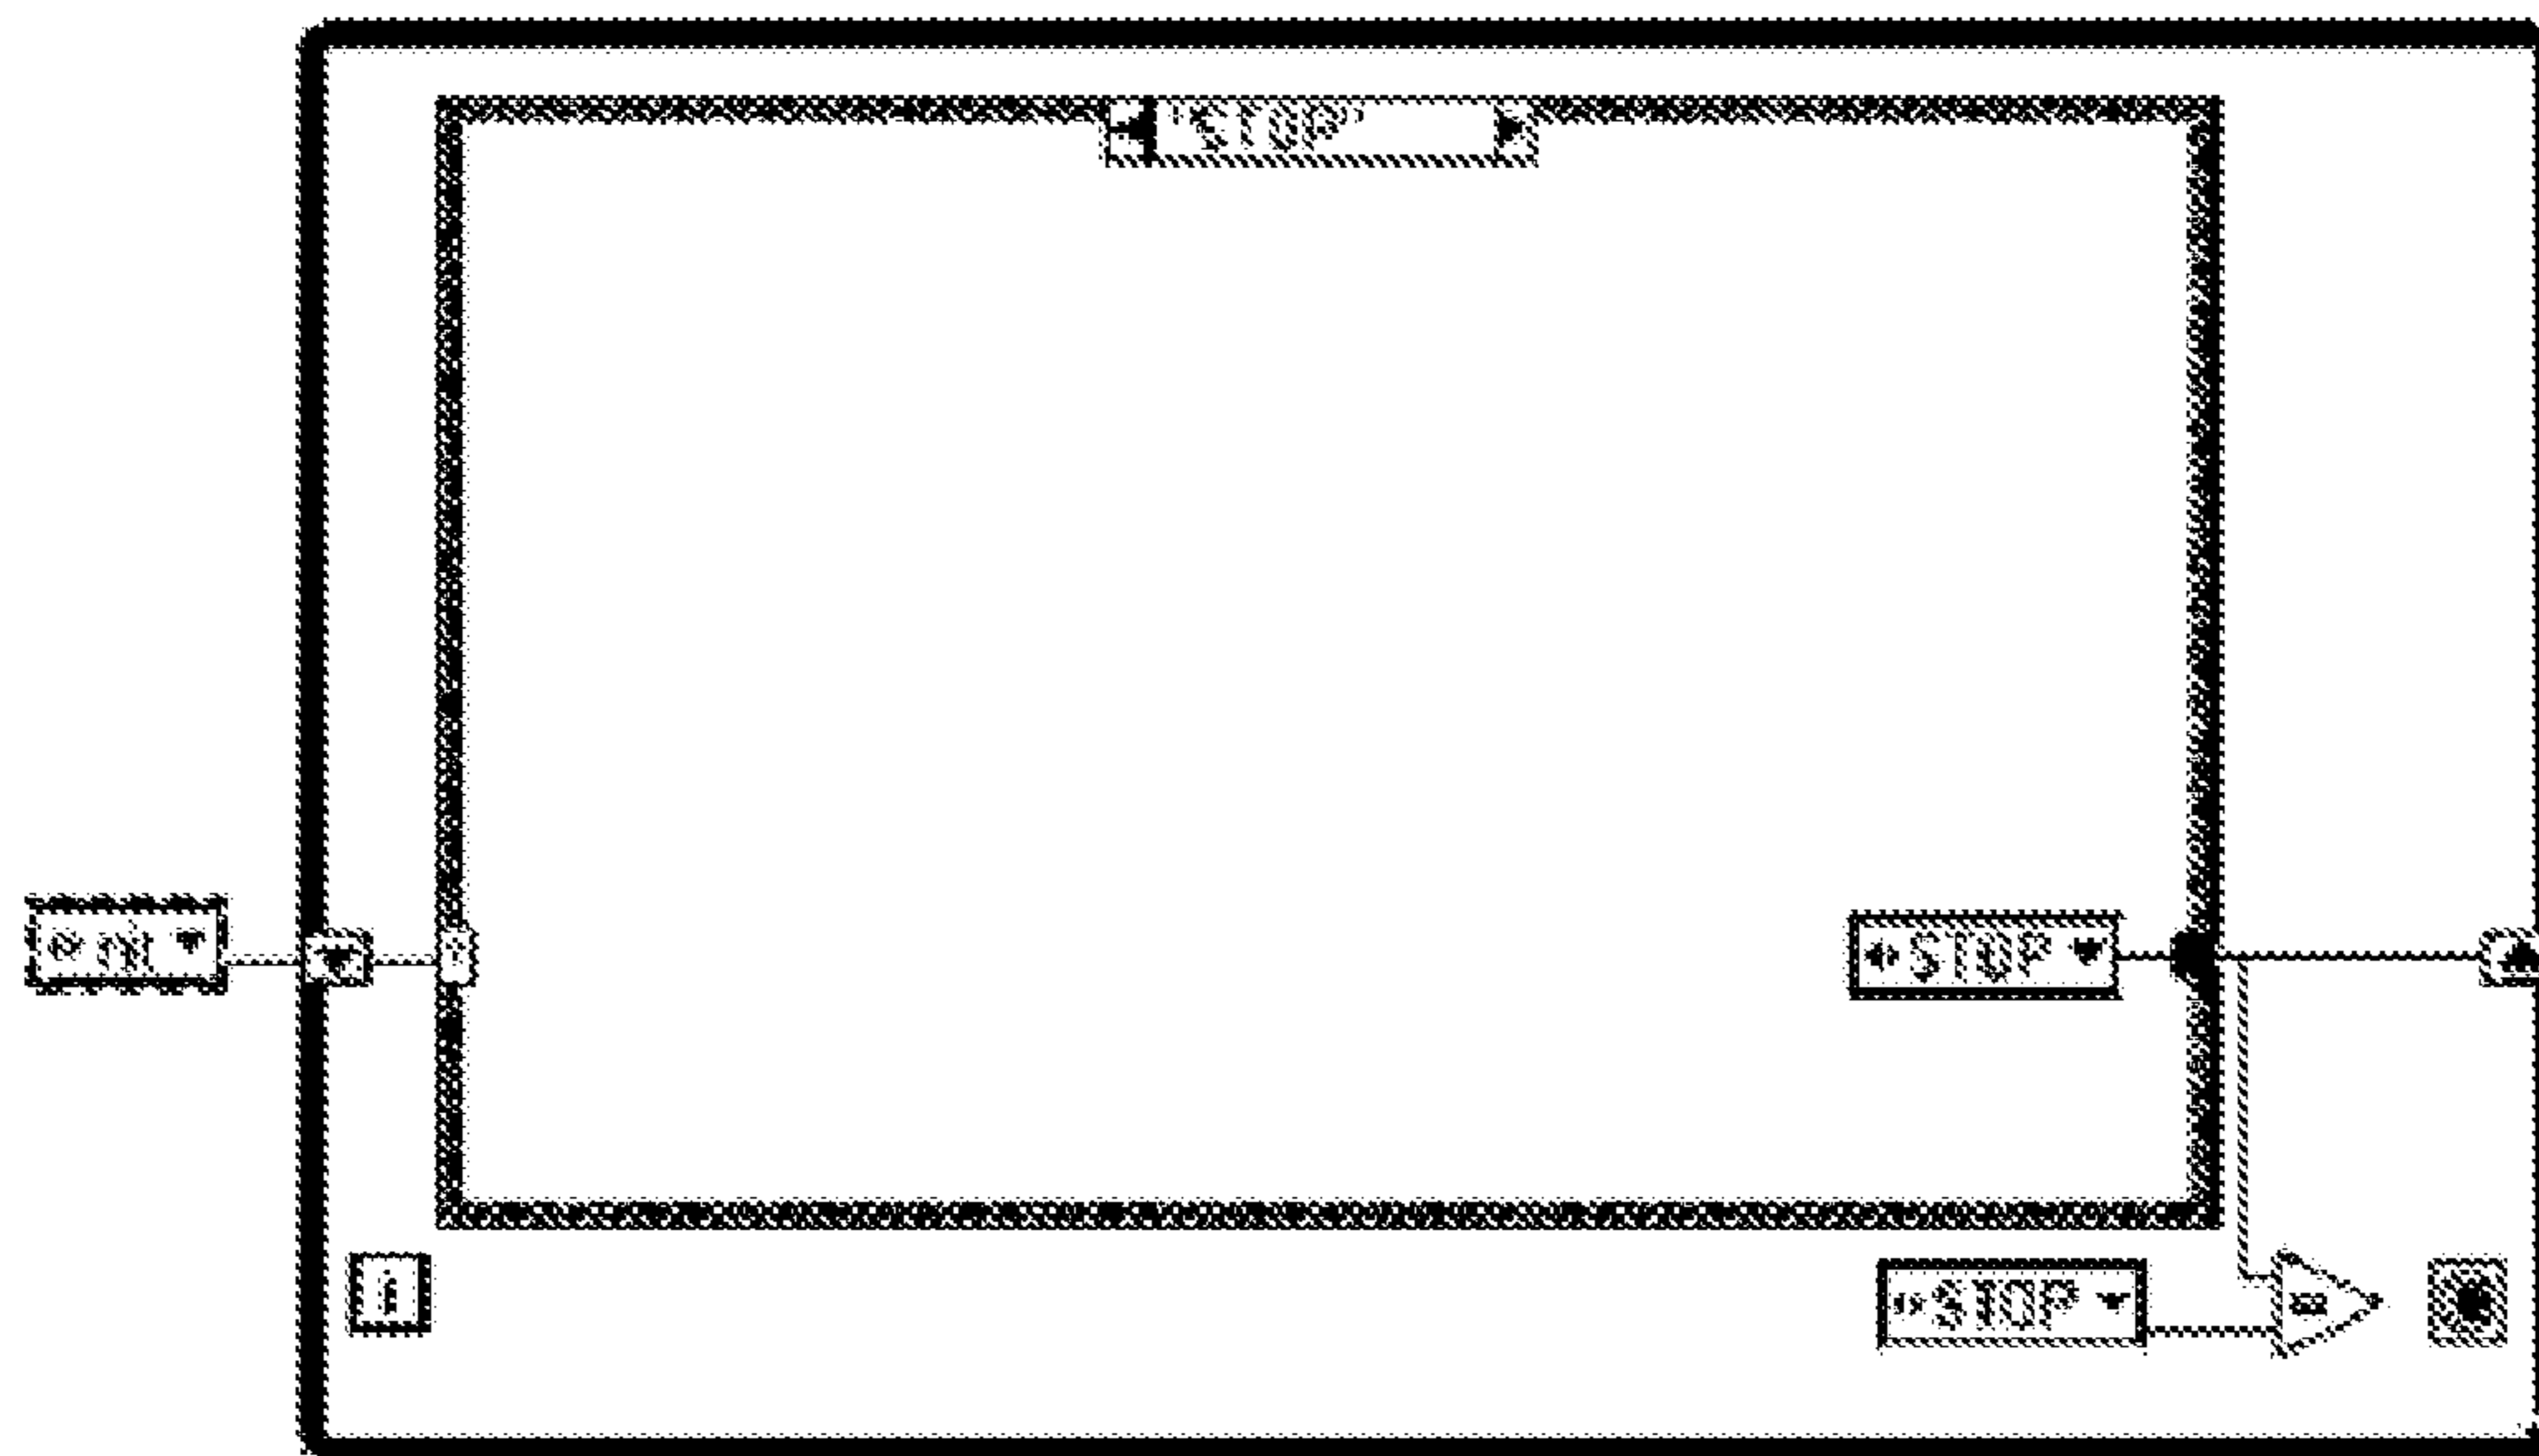 "STOP"
Init
STOP
i
STOP
=